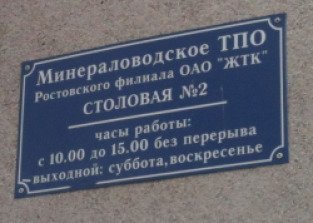 Минераловодское ТПО
Ростовского филиала ОАО "ЖТК"
СТОЛОВАЯ №2
часы работы:
с 10.00 до 15.00 без перерыва
выходной: суббота, воскресенье